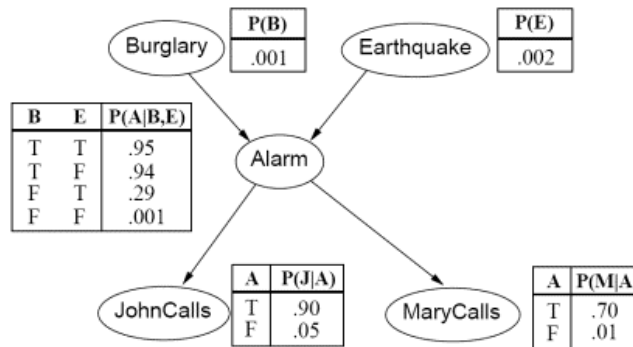 Burglary
P(B)
.001
Earthquake
P(E)
.002
B E P(A|B,E)
T T .95
T F .94
F T .29
F F .001
Alarm
JohnCalls
A P(J|A)
T .90
F .05
MaryCalls
A P(M|A
T .70
F .01